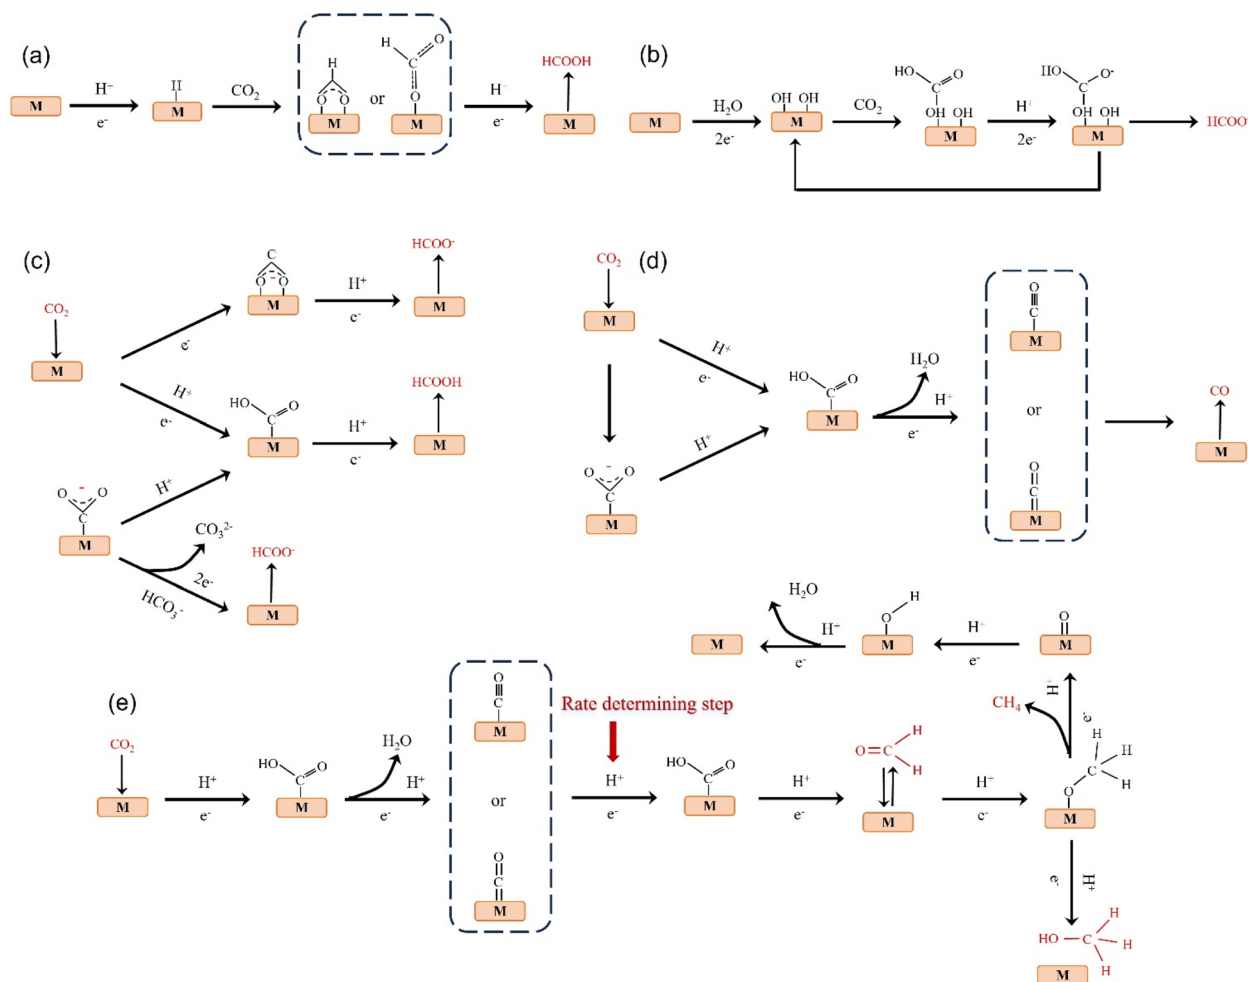 (a)
M
H⁺
e⁻
H
M
CO₂
H
O O
M
or
H
C
O
O
M
H⁺
e⁻
HCOOH
M
(b)
M
H₂O
2e⁻
OH OH
M
CO₂
HO
C
O
OH OH
M
H⁺
2e⁻
HO
C
O⁻
OH OH
M
HCOO⁻
(c)
CO₂
M
e⁻
C
O - O
M
H⁺
e⁻
HCOO⁻
M
H⁺
e⁻
HO
C
O
M
H⁺
e⁻
HCOOH
M
O - O
C
M
H⁺
CO₃²⁻
2e⁻
HCO₃⁻
HCOO⁻
M
(d)
CO₂
M
H⁺
e⁻
O - O
C
M
H⁺
HO
C
O
M
H₂O
H⁺
e⁻
O
C
M
or
O
C
M
CO
M
(e)
CO₂
M
H⁺
e⁻
HO
C
O
M
H₂O
H⁺
e⁻
O
C
M
or
O
C
M
Rate determining step
H⁺
e⁻
HO
C
O
M
H⁺
e⁻
H
O C
H
M
H⁺
e⁻
H
C H
H
O
M
CH₄
H⁺
e⁻
O
M
H⁺
e⁻
H
O
M
H₂O
H⁺
e⁻
M
H⁺
e⁻
H
HO C
H
H
M